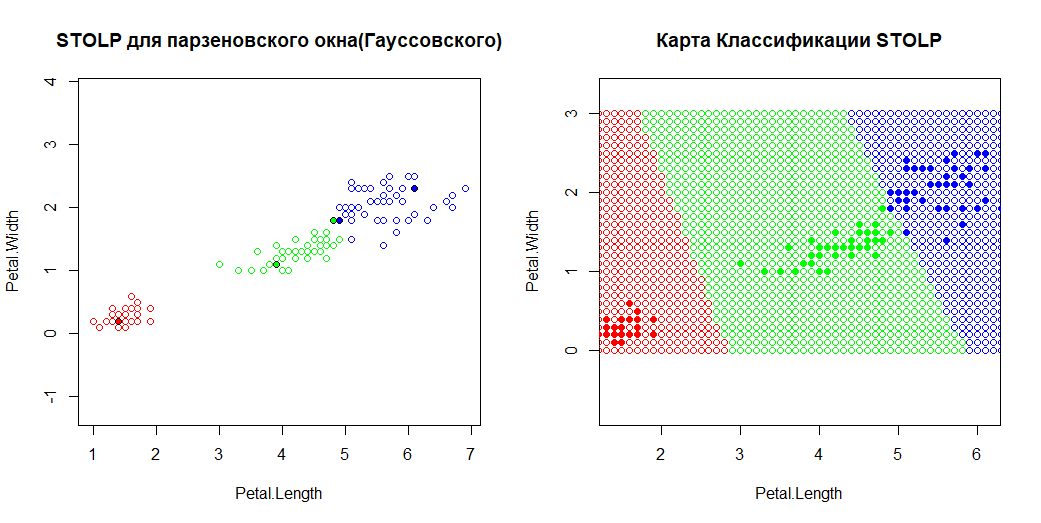 STOLP для парзеновского окна(Гауссовского)
4
3
2
1
0
-1
Petal.Width
1 2 3 4 5 6 7
Petal.Length
Карта Классификации STOLP
3
2
1
0
Petal.Width
2 3 4 5 6
Petal.Length